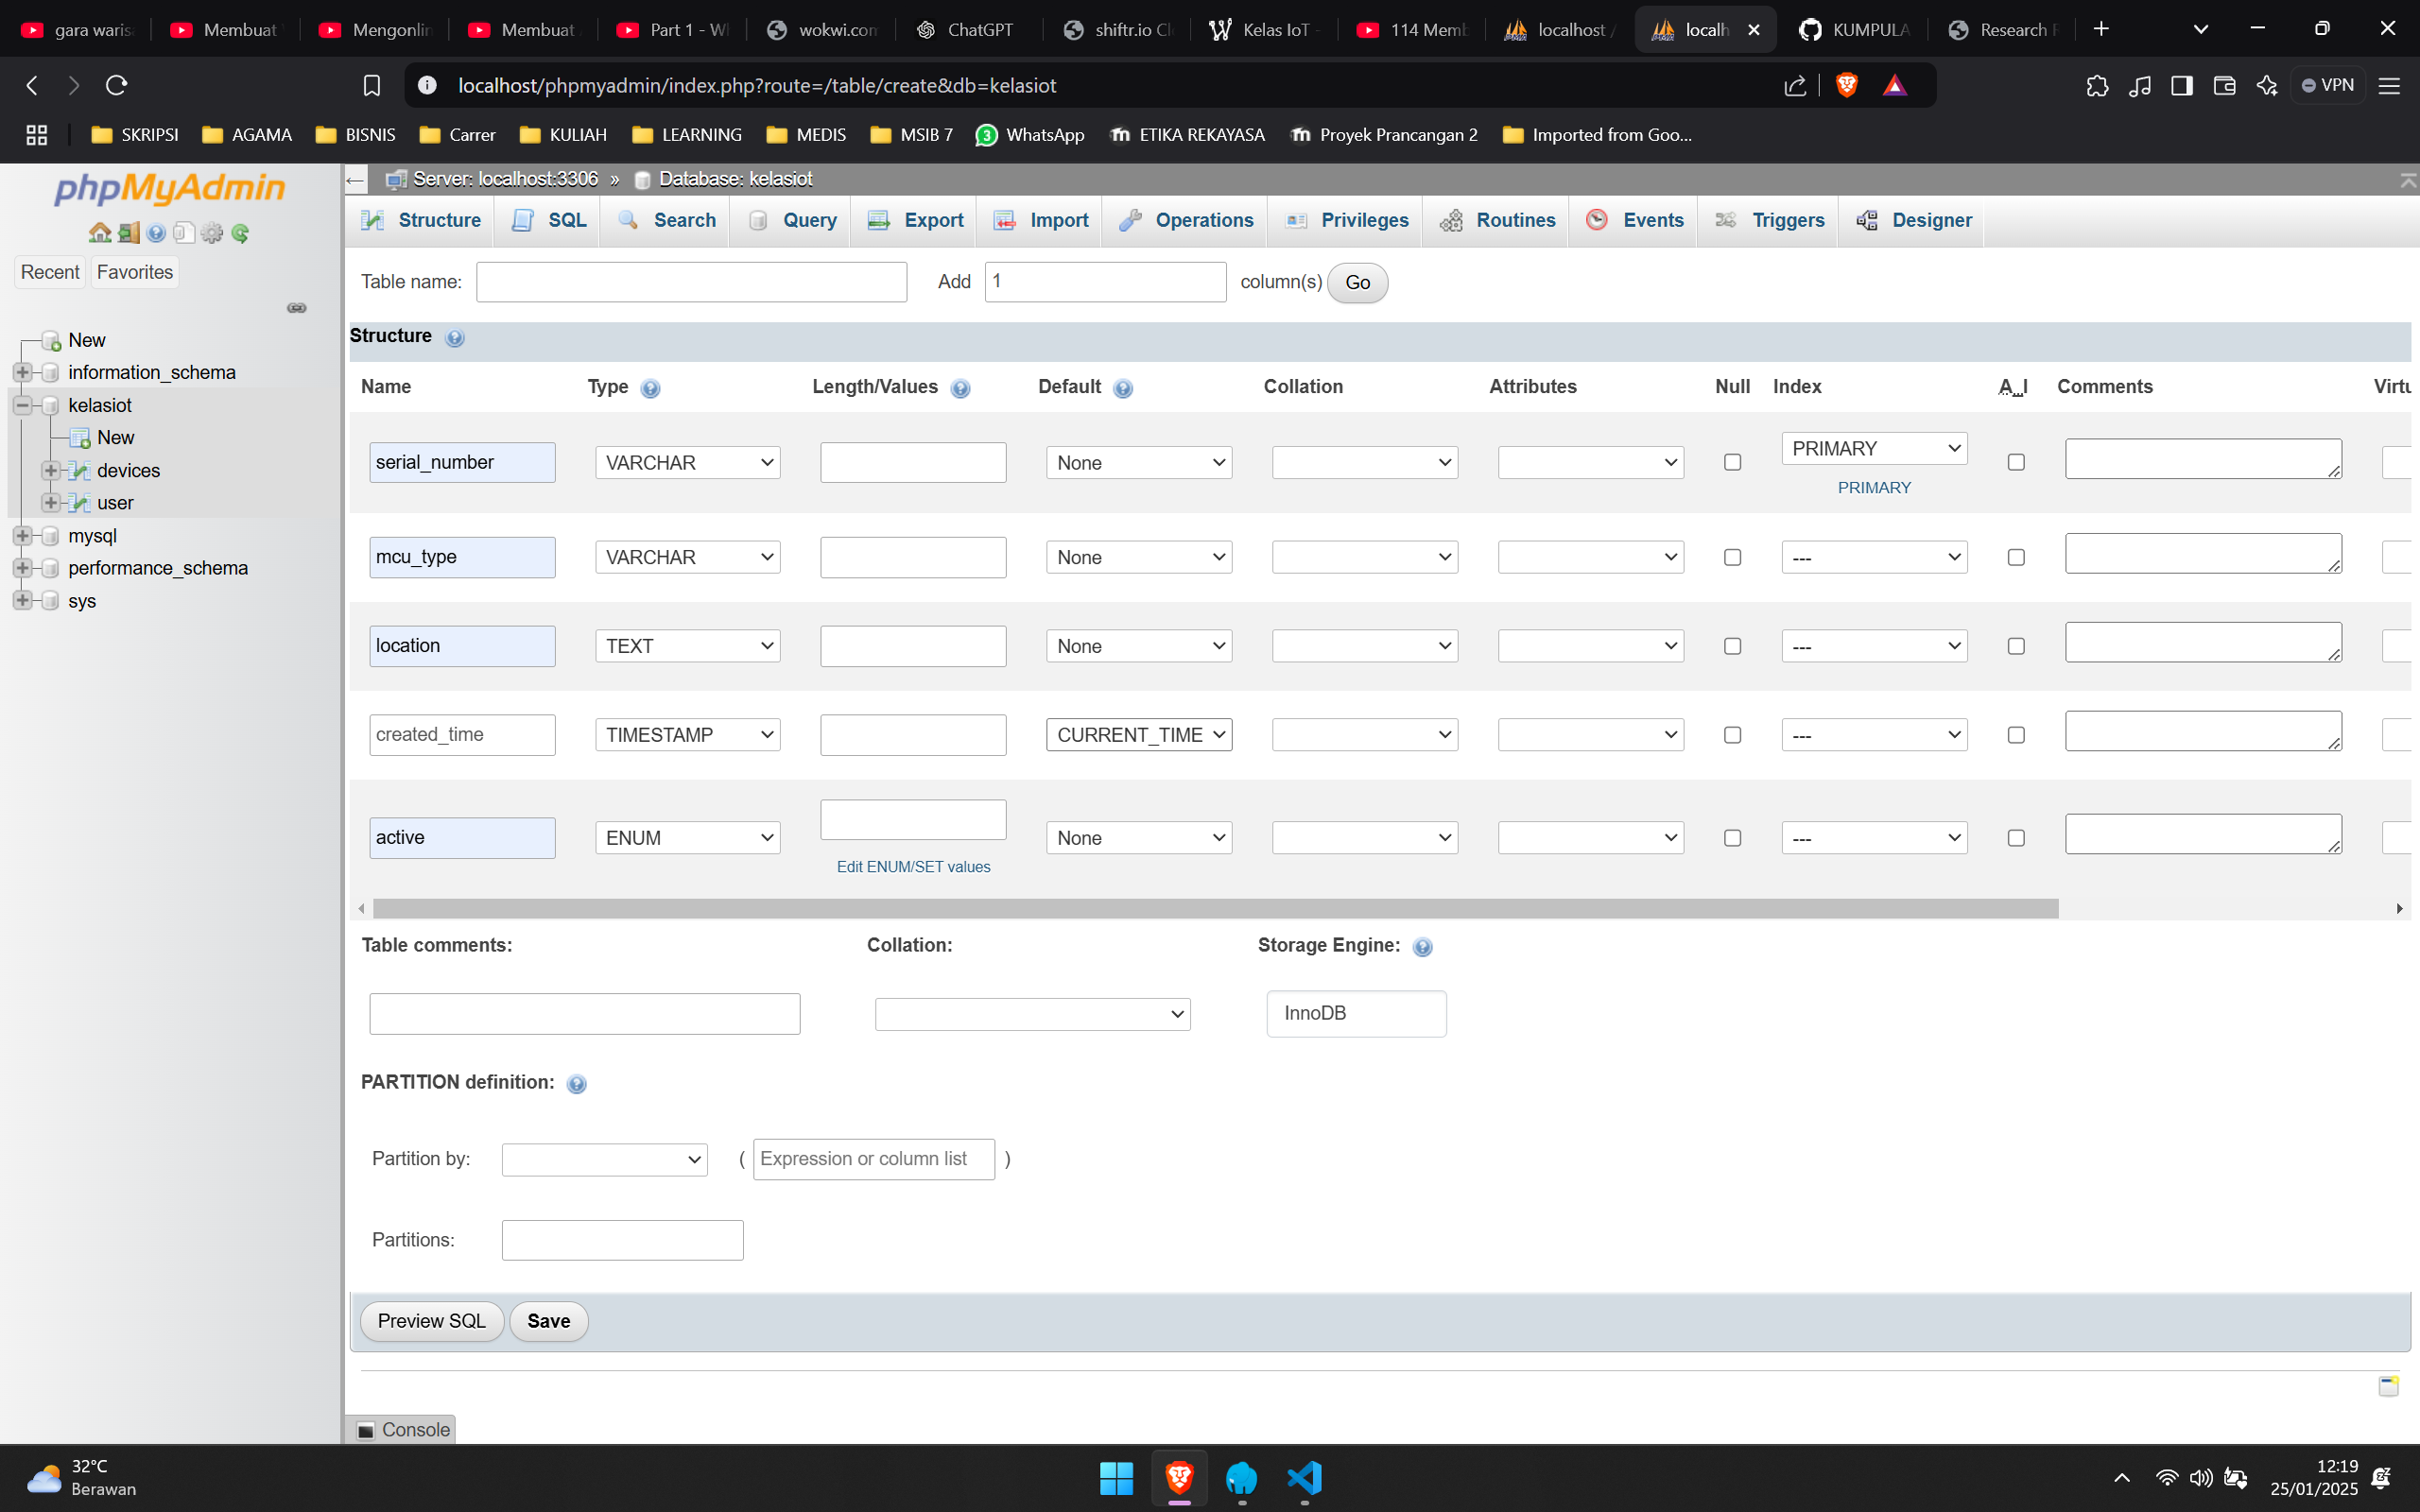 gara waris
Membuat
Mengonlin
Membuat
Part 1 - W
wokwi.com
ChatGPT
shiftr.io Cl
Kelas IoT
114 Memb
localhost /
localh
KUMPULA
Research
localhost/phpmyadmin/index.php?route=/table/create&db=kelasiot
VPN
SKRIPSI
AGAMA
BISNIS
Carrer
KULIAH
LEARNING
MEDIS
MSIB 7
3
WhatsApp
ETIKA REKAYASA
Proyek Prancangan 2
Imported from Goo...
phpMyAdmin
Recent
Favorites
New
information_schema
kelasiot
New
devices
user
mysql
performance_schema
sys
Server: localhost:3306 » Database: kelasiot
Structure
SQL
Search
Query
Export
Import
Operations
Privileges
Routines
Events
Triggers
Designer
Table name:
Add 1 column(s) Go
Structure
Name Type Length/Values Default Collation Attributes Null Index A_I Comments Virtu
serial_number VARCHAR None PRIMARY
PRIMARY
mcu_type VARCHAR None ---
location TEXT None ---
created_time TIMESTAMP CURRENT_TIME ---
active ENUM None ---
Edit ENUM/SET values
Table comments: Collation: Storage Engine:
InnoDB
PARTITION definition:
Partition by: ( Expression or column list )
Partitions:
Preview SQL Save
Console
32°C
Berawan
12:19
25/01/2025